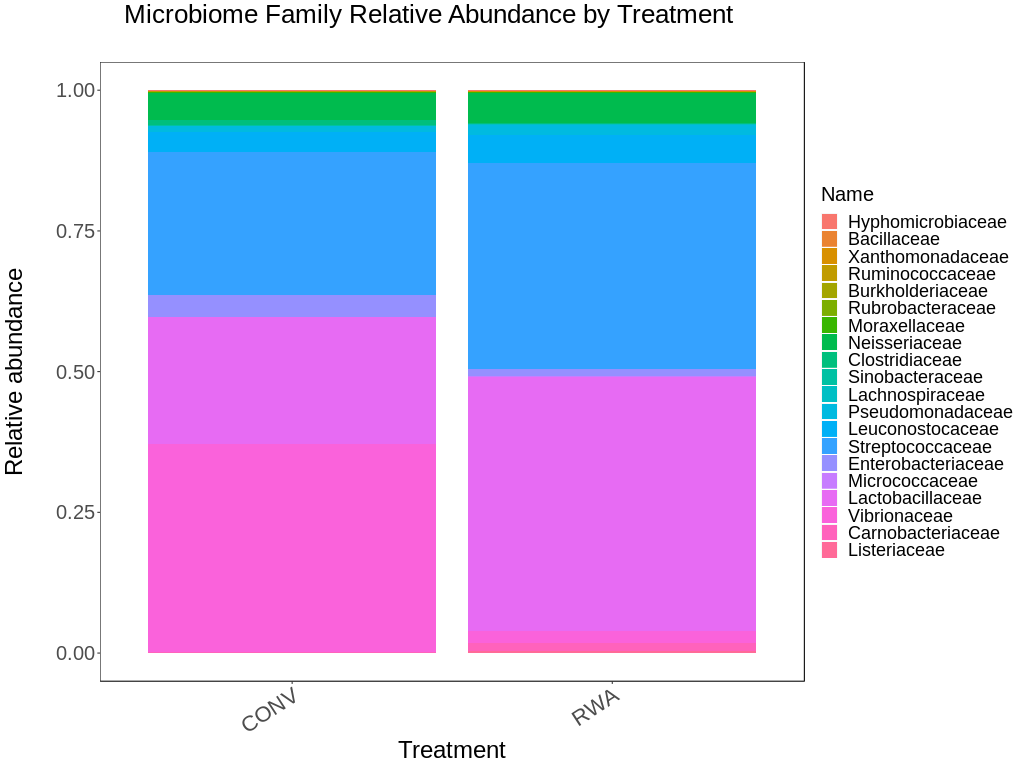 Microbiome Family Relative Abundance by Treatment
1.00
0.75
0.50
0.25
0.00
Relative abundance
CONV
RWA
Treatment
Name
Hyphomicrobiaceae
Bacillaceae
Xanthomonadaceae
Ruminococcaceae
Burkholderiaceae
Rubrobacteraceae
Moraxellaceae
Neisseriaceae
Clostridiaceae
Sinobacteraceae
Lachnospiraceae
Pseudomonadaceae
Leuconostocaceae
Streptococcaceae
Enterobacteriaceae
Micrococcaceae
Lactobacillaceae
Vibrionaceae
Carnobacteriaceae
Listeriaceae